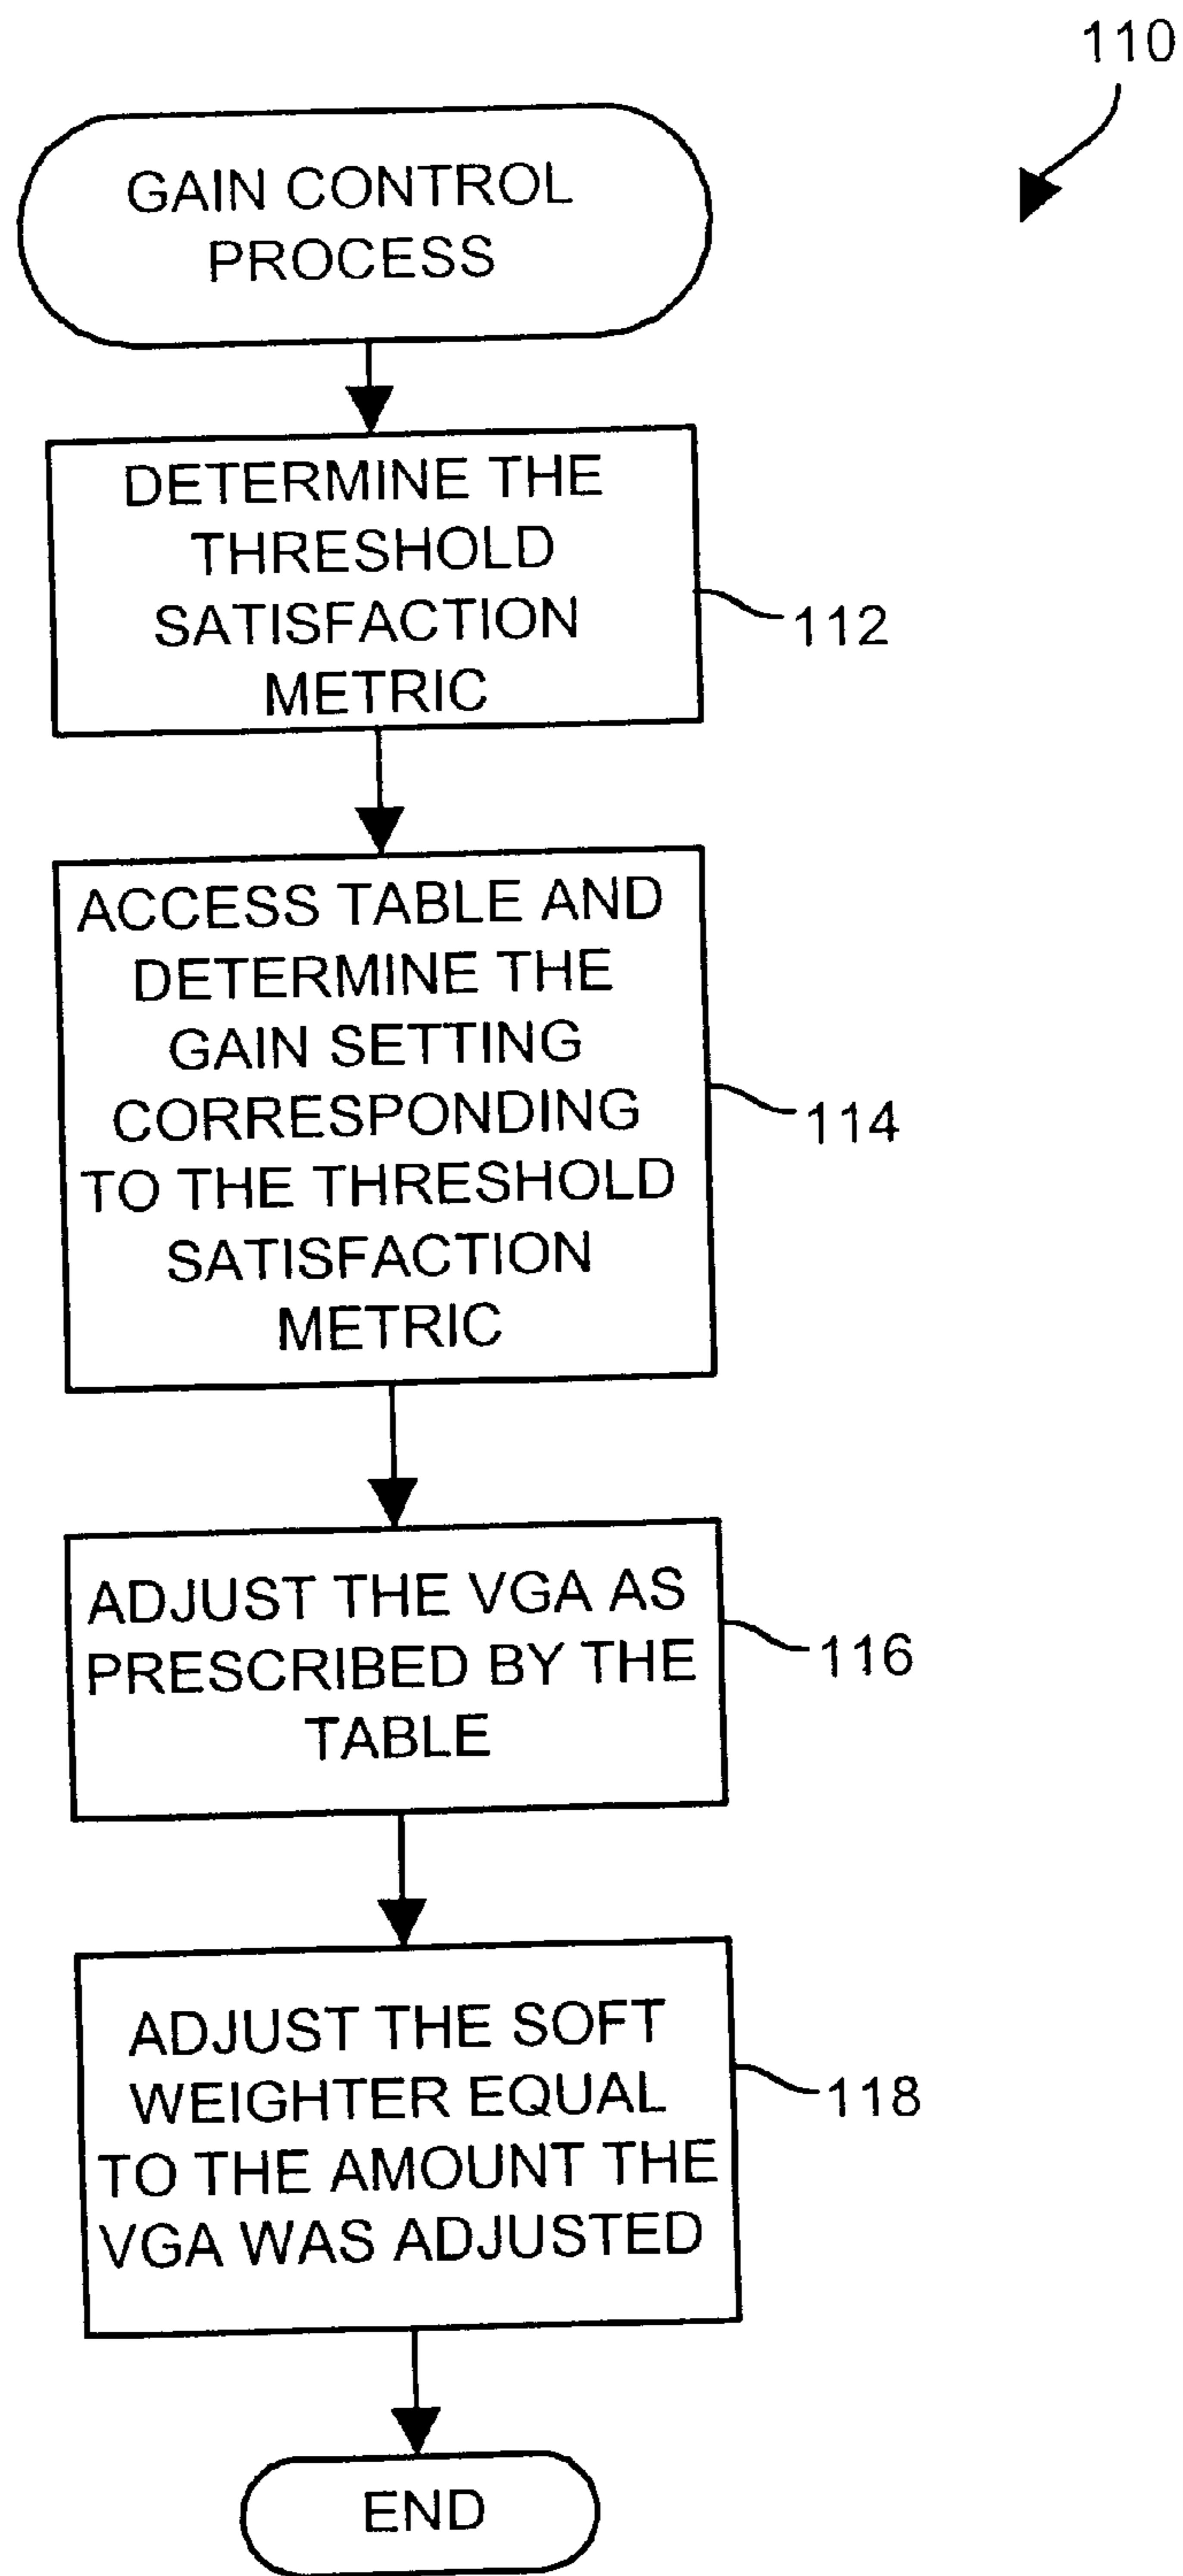 110
GAIN CONTROL
PROCESS
DETERMINE THE
THRESHOLD
SATISFACTION
METRIC
112
ACCESS TABLE AND
DETERMINE THE
GAIN SETTING
CORRESPONDING
TO THE THRESHOLD
SATISFACTION
METRIC
114
ADJUST THE VGA AS
PRESCRIBED BY THE
TABLE
116
ADJUST THE SOFT
WEIGHTER EQUAL
TO THE AMOUNT THE
VGA WAS ADJUSTED
118
END